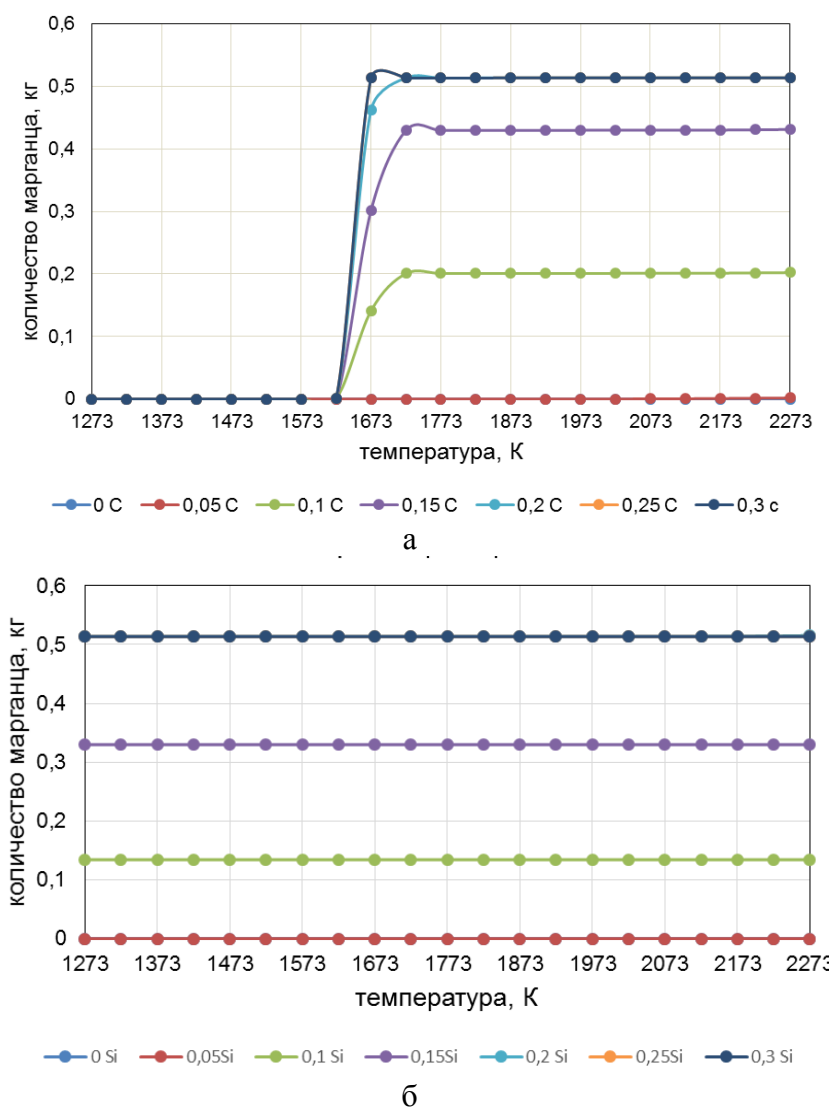 0,6
0,5
0,4
0,3
0,2
0,1
0
количество марганца, кг
1273 1373 1473 1573 1673 1773 1873 1973 2073 2173 2273
температура, К
0 C 0,05 C 0,1 C 0,15 C 0,2 C 0,25 C 0,3 c
а
0,6
0,5
0,4
0,3
0,2
0,1
0
количество марганца, кг
1273 1373 1473 1573 1673 1773 1873 1973 2073 2173 2273
температура, К
0 Si 0,05Si 0,1 Si 0,15Si 0,2 Si 0,25Si 0,3 Si
б